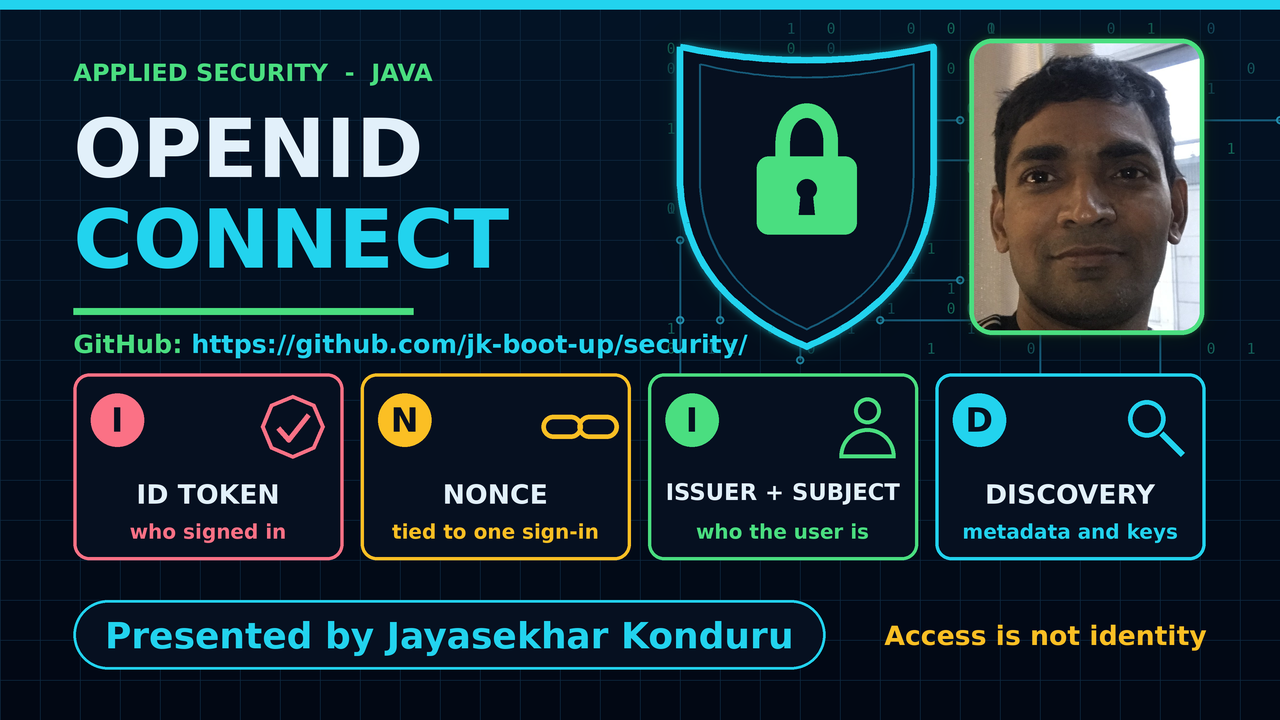 APPLIED SECURITY - JAVA
OPENID
CONNECT
GitHub: https://github.com/jk-boot-up/security/
I
ID TOKEN
who signed in
N
NONCE
tied to one sign-in
I
ISSUER + SUBJECT
who the user is
D
DISCOVERY
metadata and keys
Presented by Jayasekhar Konduru
Access is not identity